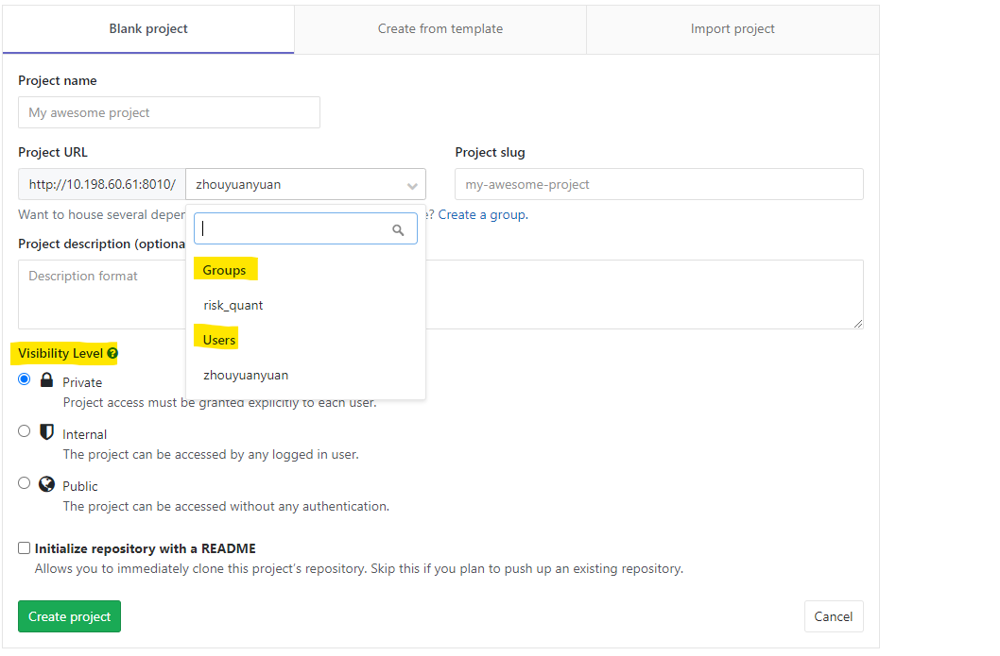 Blank project
Create from template
Import project
Project name
My awesome project
Project URL
Project slug
http://10.198.60.61:8010/
zhouyuanyuan
my-awesome-project
Want to house several
? Create a group.
Groups
risk_quant
Users
zhouyuanyuan
Project description
Description format
Visibility Level
Private
Project access must be granted explicitly to each user.
Internal
The project can be accessed by any logged in user.
Public
The project can be accessed without any authentication.
Initialize repository with a README
Allows you to immediately clone this project’s repository. Skip this if you plan to push up an existing repository.
Create project
Cancel